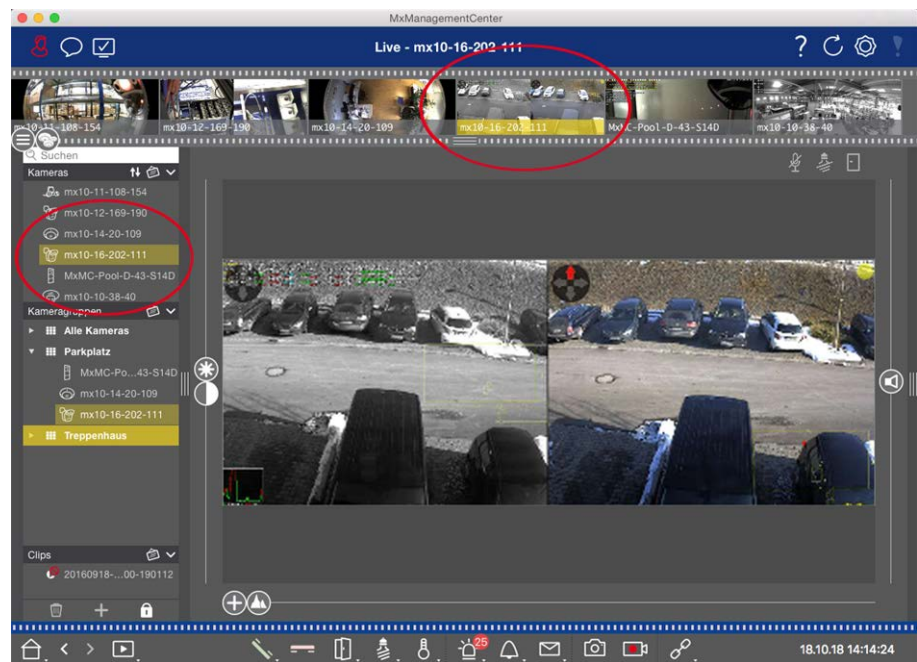 MxManagementCenter
Live - mx10-16-202-111
mx10-11-108-154
mx10-12-169-190
mx10-14-20-109
mx10-16-202-111
MxMC-Pool-D-43-S14D
mx10-10-38-40
Suchen
Kameras
mx10-11-108-154
mx10-12-169-190
mx10-14-20-109
mx10-16-202-111
MxMC-Pool-D-43-S14D
mx10-10-38-40
Kameragruppen
Alle Kameras
Parkplatz
MxMC-Po...43-S14D
mx10-14-20-109
mx10-16-202-111
Treppenhaus
Clips
20160918-...00-190112
25
18.10.18 14:14:24